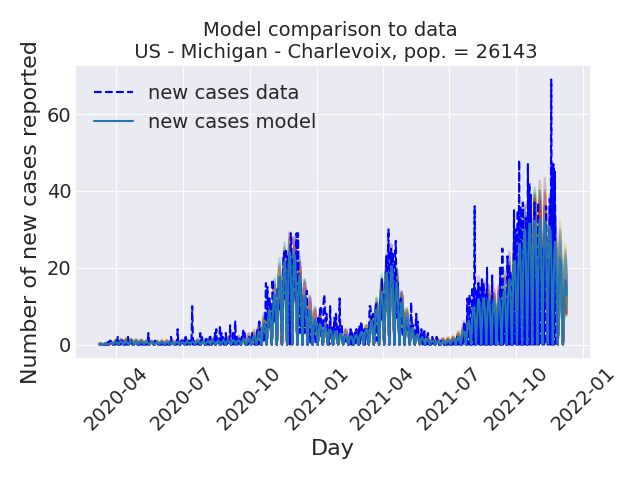 Model comparison to data
US - Michigan - Charlevoix, pop. = 26143
Number of new cases reported
new cases data
new cases model
60
40
20
0
2020-04
2020-07
2020-10
2021-01
2021-04
2021-07
2021-10
2022-01
Day